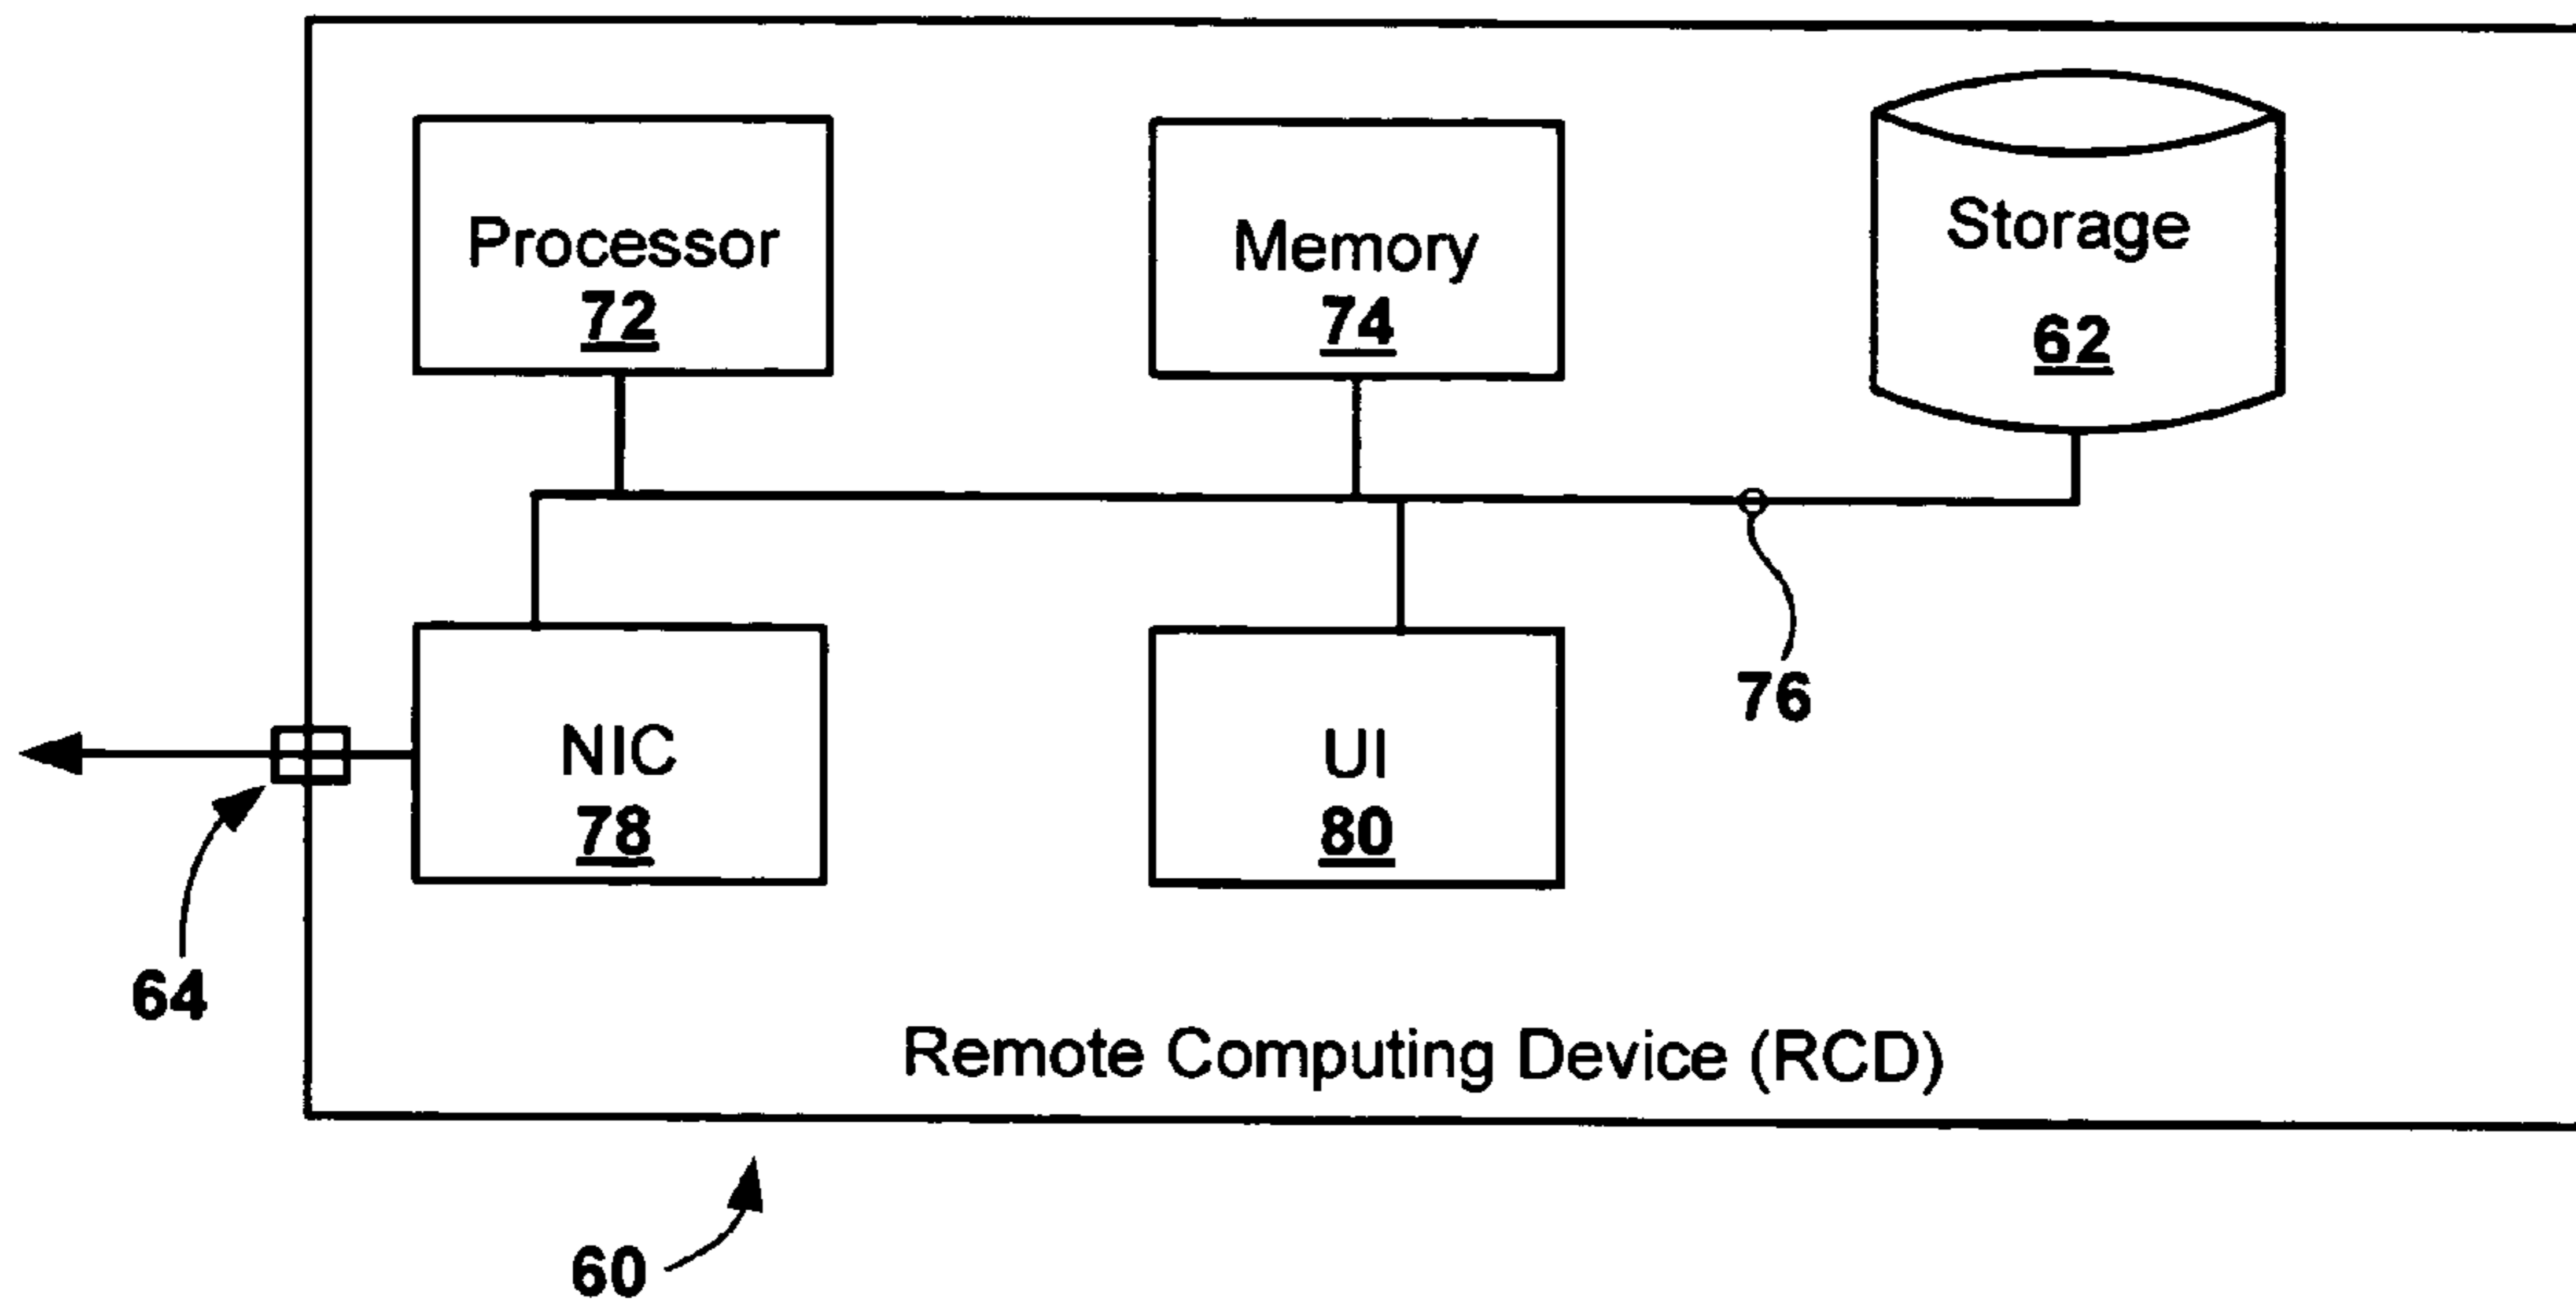 Processor
72
Memory
74
Storage
62
76
NIC
78
UI
80
64
Remote Computing Device (RCD)
60